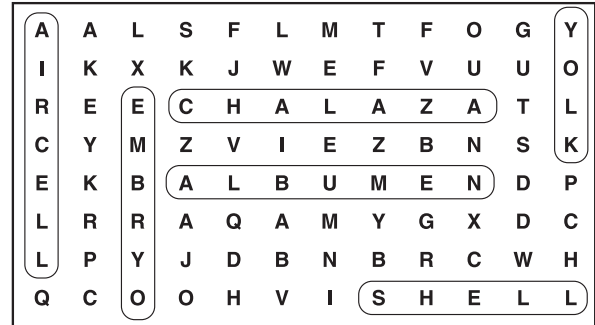 A A L S F L M T F O G Y
I K X K J W E F V U U O
R E E C H A L A Z A T L
C Y M Z V I E Z B N S K
E K B A L B U M E N D P
L R R A Q A M Y G X D C
L P Y J D B N B R C W H
Q C O O H V I S H E L L